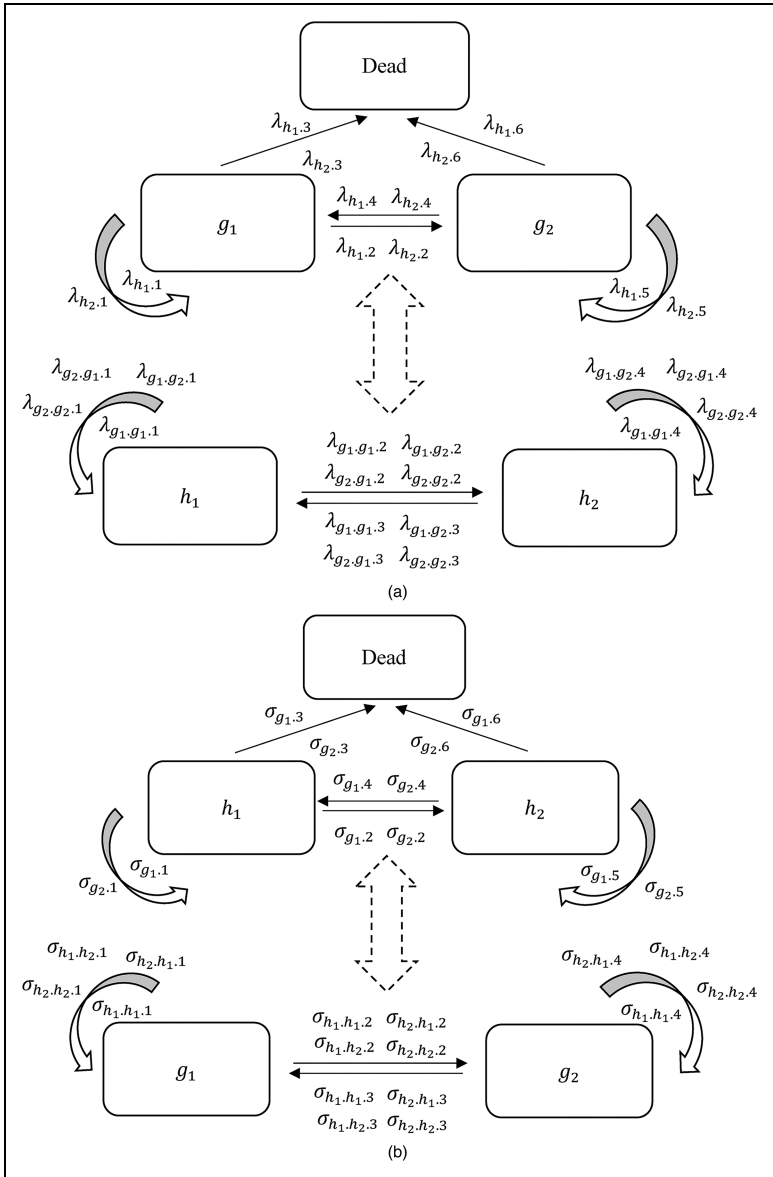 Dead
λh₁.3 λh₁.6
λh₂.3 λh₂.6
g₁ λh₁.4 λh₂.4 g₂
λh₁.2 λh₂.2
λh₂.1 λh₁.1 λh₁.5 λh₂.5
λg₂.g₁.1 λg₁.g₂.1 λg₁.g₂.4 λg₂.g₁.4
λg₂.g₂.1 λg₁.g₁.1 λg₁.g₁.4 λg₂.g₂.4
λg₁.g₁.2 λg₁.g₂.2
λg₂.g₁.2 λg₂.g₂.2
h₁ h₂
λg₁.g₁.3 λg₁.g₂.3
λg₂.g₁.3 λg₂.g₂.3
(a)
Dead
σg₁.3 σg₁.6
σg₂.3 σg₂.6
h₁ σg₁.4 σg₂.4 h₂
σg₁.2 σg₂.2
σg₂.1 σg₁.1 σg₁.5 σg₂.5
σh₁.h₂.1 σh₂.h₁.1 σh₂.h₁.4 σh₁.h₂.4
σh₂.h₂.1 σh₁.h₁.1 σh₁.h₁.4 σh₂.h₂.4
σh₁.h₁.2 σh₂.h₁.2
σh₁.h₂.2 σh₂.h₂.2
g₁ g₂
σh₁.h₁.3 σh₂.h₁.3
σh₁.h₂.3 σh₂.h₂.3
(b)